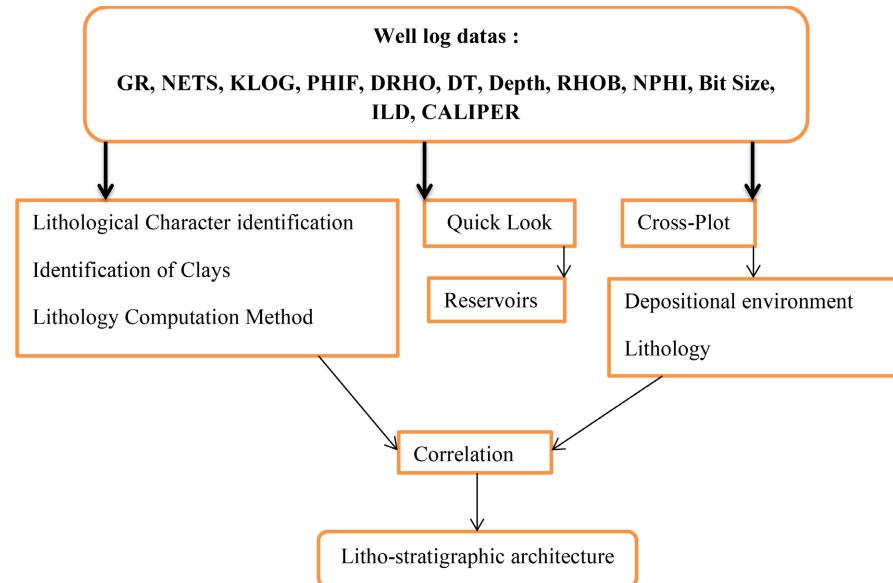 Well log datas :
GR, NETS, KLOG, PHIF, DRHO, DT, Depth, RHOB, NPHI, Bit Size,
ILD, CALIPER
Lithological Character identification
Identification of Clays
Lithology Computation Method
Quick Look
Reservoirs
Cross-Plot
Depositional environment
Lithology
Correlation
Litho-stratigraphic architecture